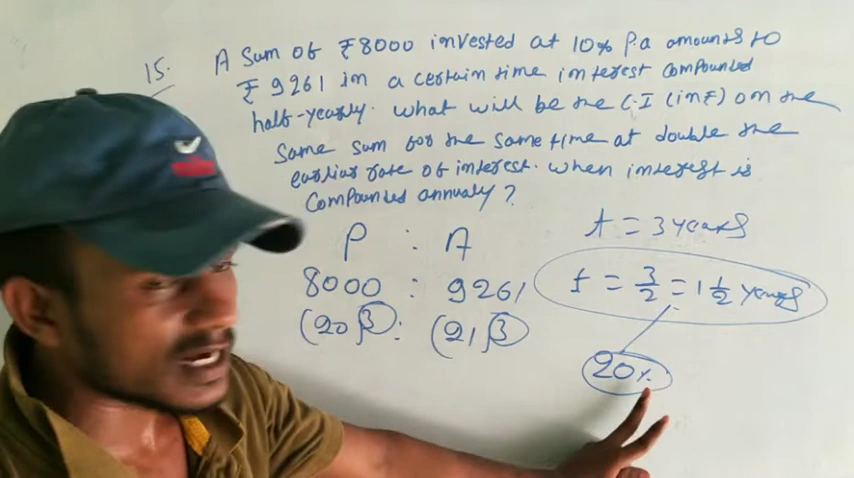 15. A Sum of ₹8000 invested at 10% P.a amounts to
₹9261 in a certain time interest compounded
half-yearly. what will be the C.I (in ₹) on the
Same sum for the same time at double the
earlier rate of interest. when interest is
compounded annualy?
P : A
8000 : 9261
(20)3 : (21)3
t = 3 years
t = 3/2 = 1 1/2 years
20%